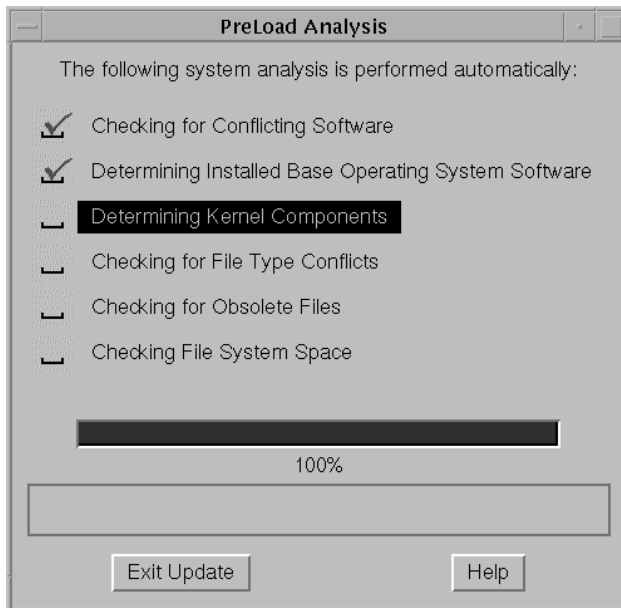 PreLoad Analysis
The following system analysis is performed automatically:
Checking for Conflicting Software
Determining Installed Base Operating System Software
Determining Kernel Components
Checking for File Type Conflicts
Checking for Obsolete Files
Checking File System Space
100%
Exit Update
Help